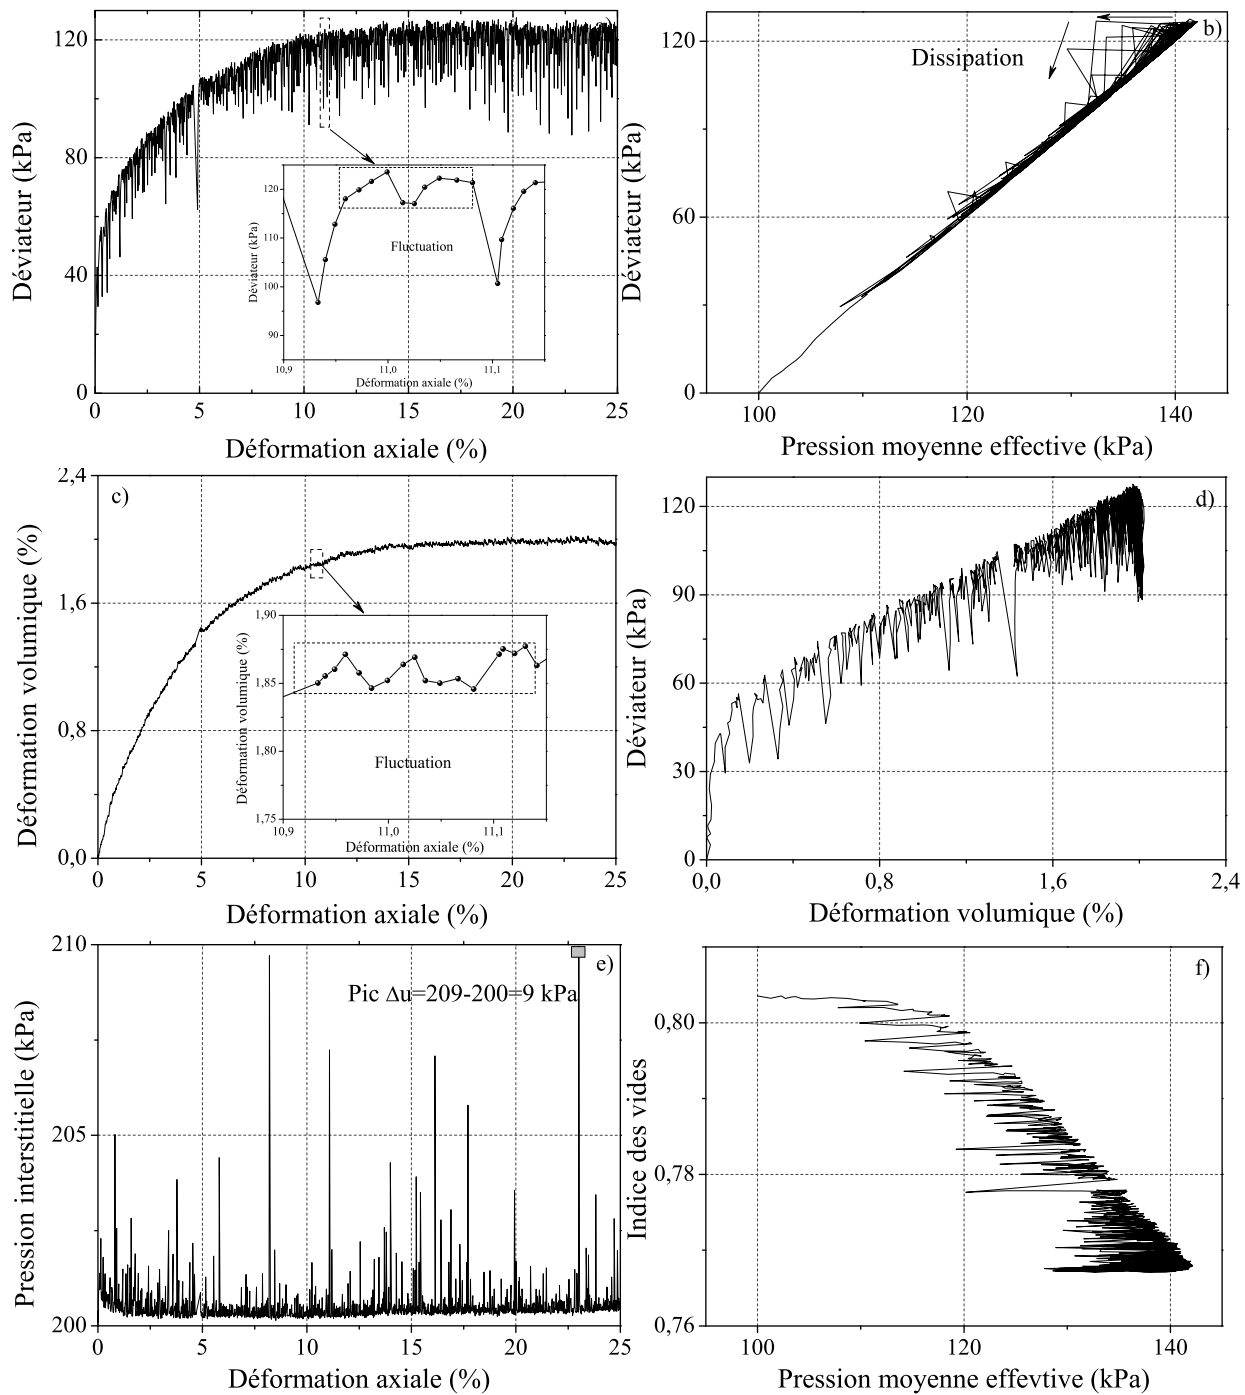 120
80
40
0
0
5
10
15
20
25
Déviateur (kPa)
Déformation axiale (%)
120
110
100
90
10,9
11,0
11,1
Déviateur (kPa)
Déformation axiale (%)
Fluctuation
b)
Dissipation
120
60
0
100
120
140
Déviateur (kPa)
Pression moyenne effective (kPa)
c)
2,4
1,6
0,8
0,0
0
5
10
15
20
25
Déformation volumique (%)
Déformation axiale (%)
1,90
1,85
1,80
1,75
10,9
11,0
11,1
Déformation volumique (%)
Déformation axiale (%)
Fluctuation
d)
120
90
60
30
0
0,0
0,8
1,6
2,4
Déviateur (kPa)
Déformation volumique (%)
e)
Pic Δu=209-200=9 kPa
210
205
200
0
5
10
15
20
25
Pression interstitielle (kPa)
Déformation axiale (%)
f)
0,80
0,78
0,76
100
120
140
Indice des vides
Pression moyenne effevtive (kPa)